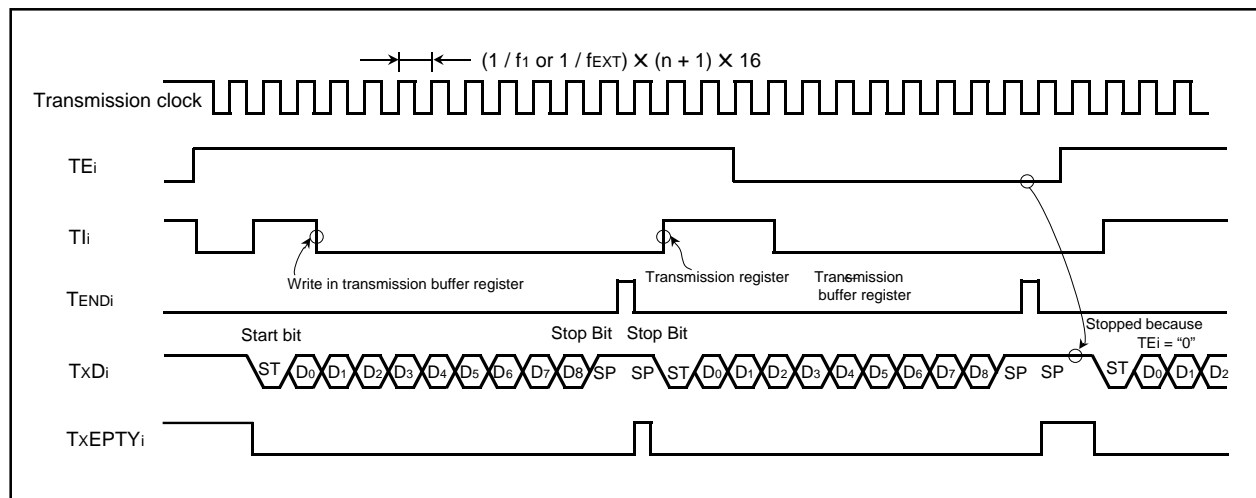 (1 / f1 or 1 / fEXT) × (n + 1) × 16
Transmission clock
TEi
TIi
Write in transmission buffer register
Transmission register
Transmission
buffer register
TENDi
Start bit
Stop Bit Stop Bit
Stopped because
TEi = “0”
TXDi
ST D0 D1 D2 D3 D4 D5 D6 D7 D8 SP SP ST D0 D1 D2 D3 D4 D5 D6 D7 D8 SP SP ST D0 D1 D2
TXEPTYi